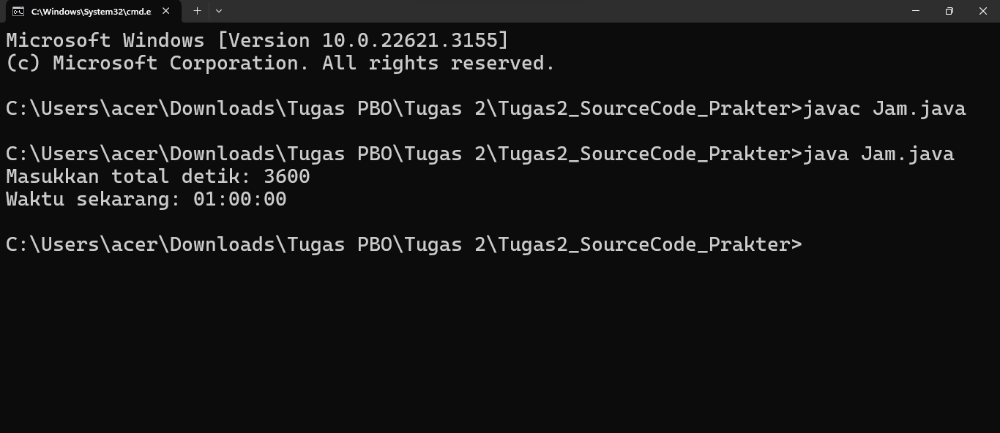 C:\Windows\System32\cmd.e
Microsoft Windows [Version 10.0.22621.3155]
(c) Microsoft Corporation. All rights reserved.
C:\Users\acer\Downloads\Tugas PBO\Tugas 2\Tugas2_SourceCode_Prakter>javac Jam.java
C:\Users\acer\Downloads\Tugas PBO\Tugas 2\Tugas2_SourceCode_Prakter>java Jam.java
Masukkan total detik: 3600
Waktu sekarang: 01:00:00
C:\Users\acer\Downloads\Tugas PBO\Tugas 2\Tugas2_SourceCode_Prakter>